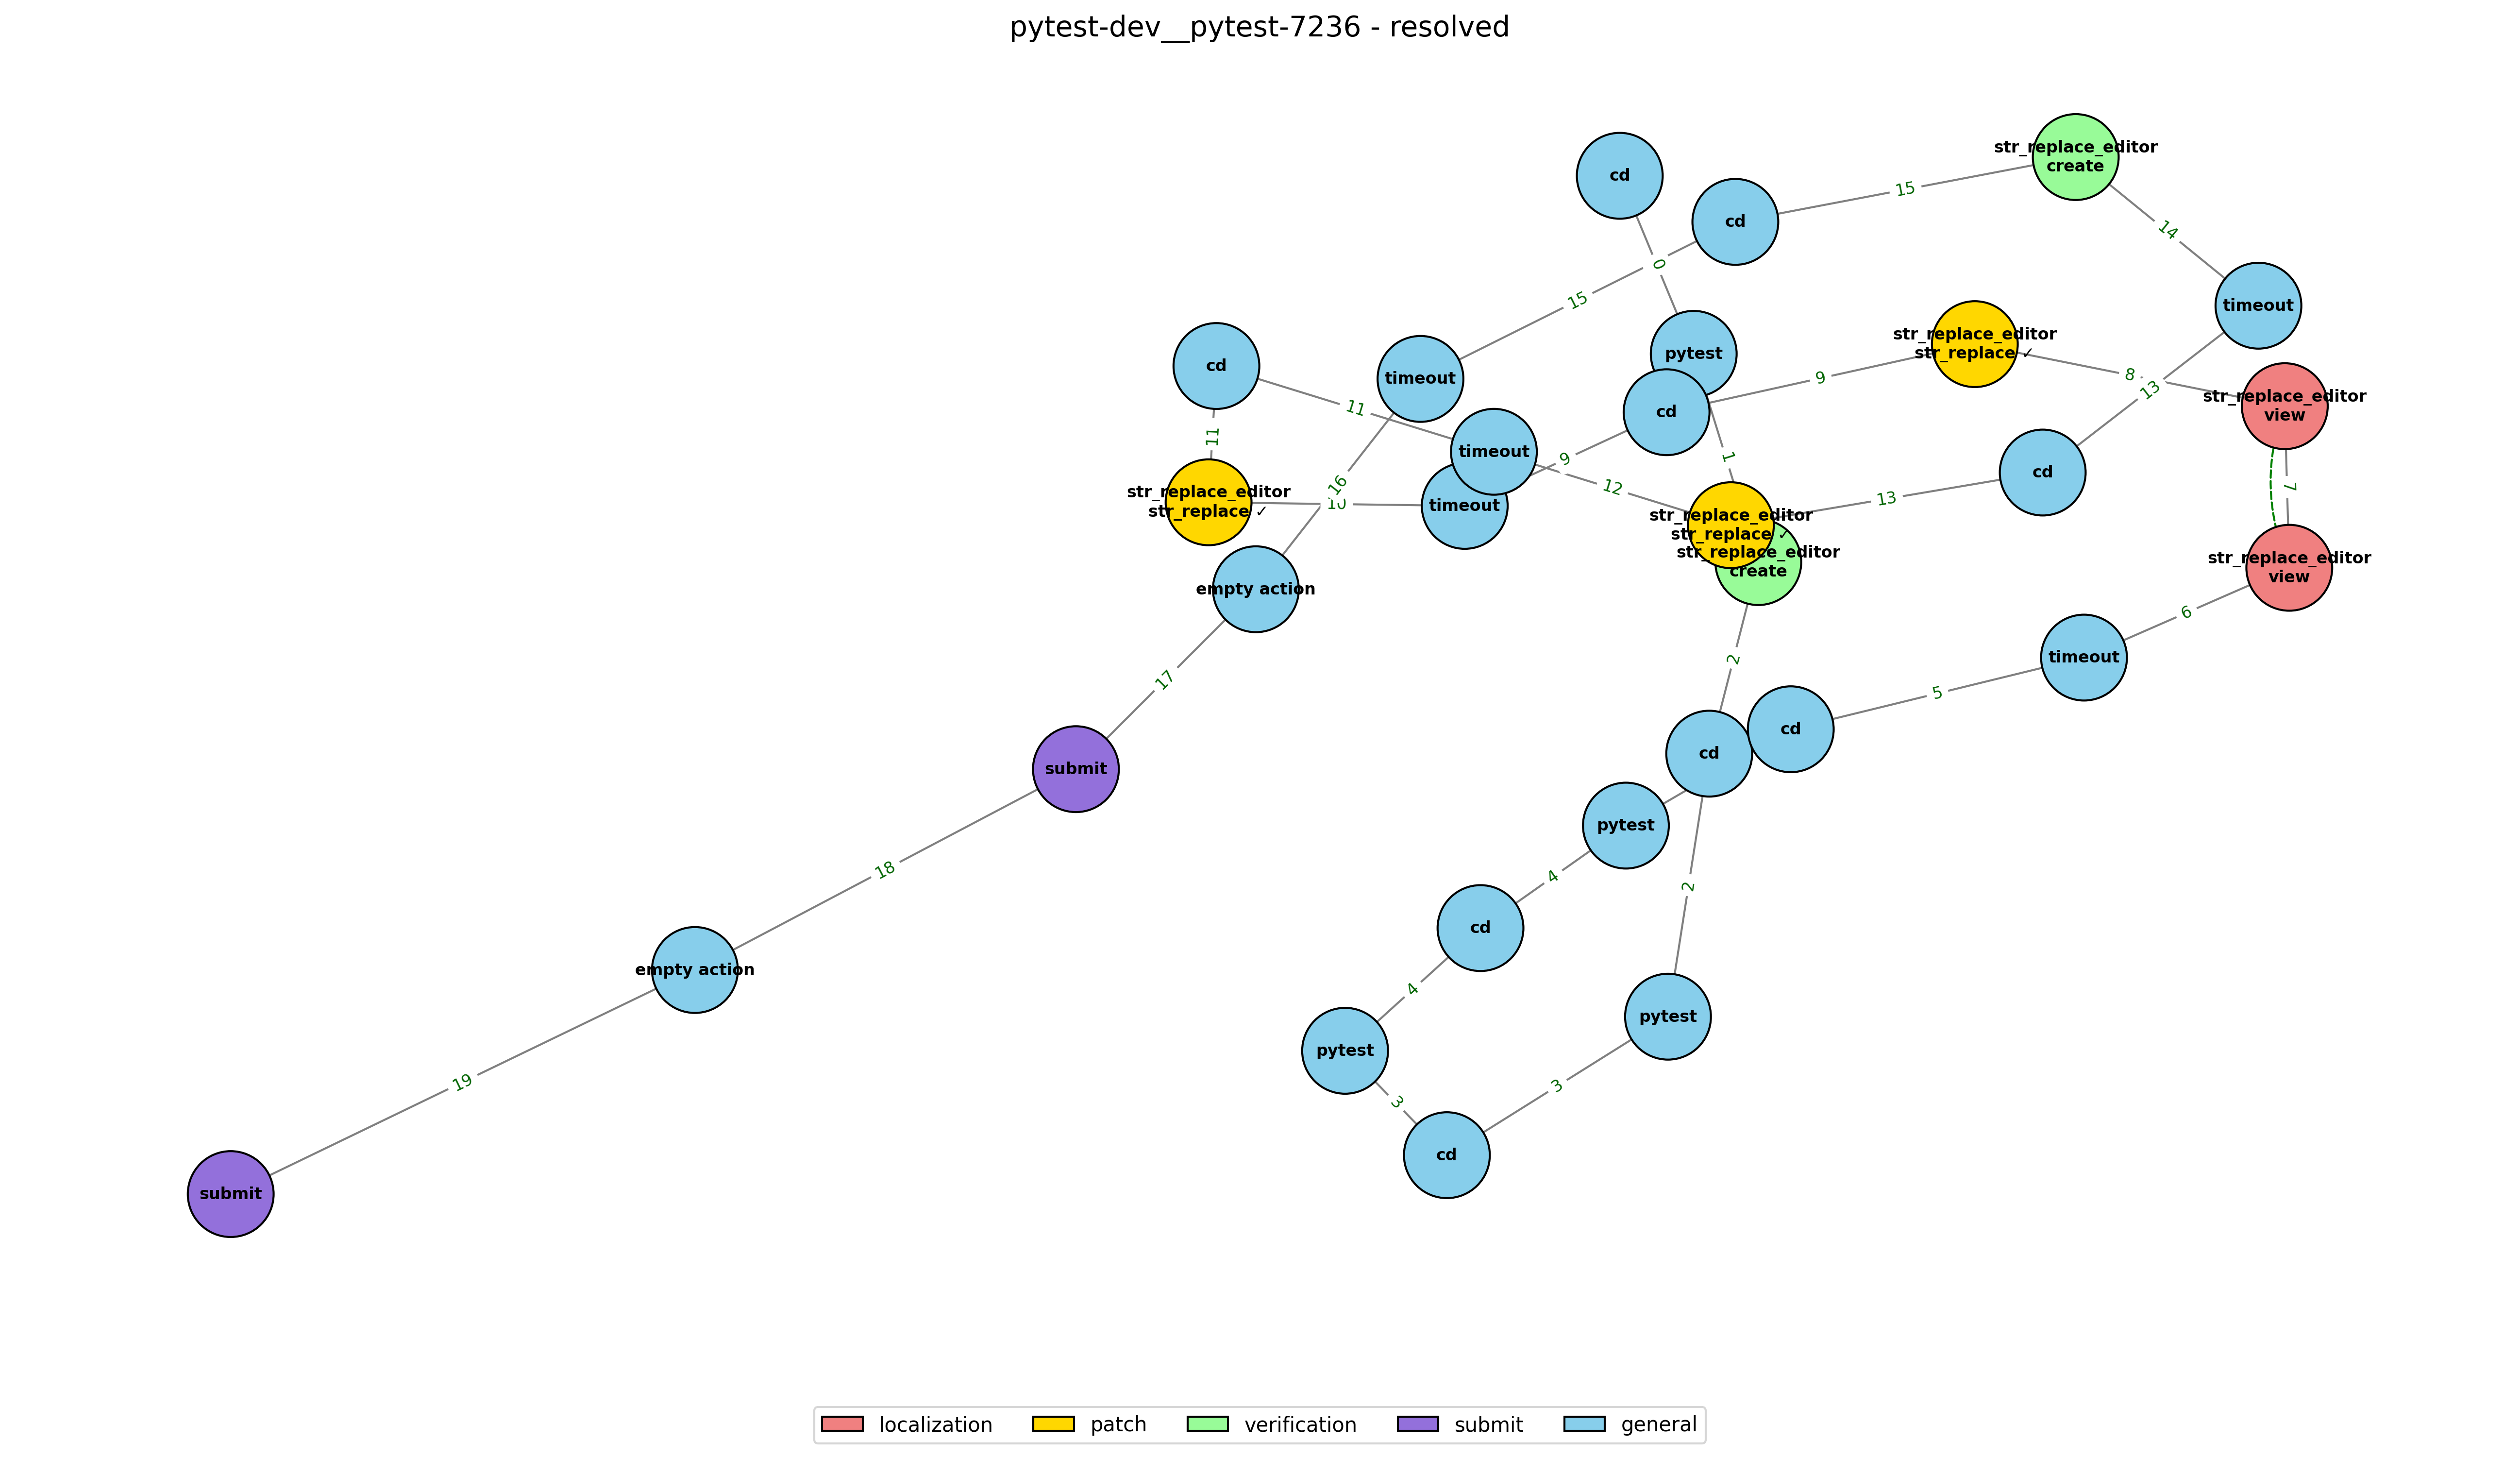 pytest-dev__pytest-7236 - resolved
str_replace_editor
create
cd
cd
15
14
0
15
timeout
str_replace_editor
str_replace ✓
pytest
cd
timeout
8
9
13
str_replace_editor
view
cd
11
11
timeout
9
1
cd
7
12
13
16
str_replace_editor
str_replace ✓
10
timeout
str_replace_editor
str_replace ✓
str_replace_editor
create
str_replace_editor
view
empty action
6
2
timeout
17
5
cd
cd
submit
pytest
18
4
2
cd
empty action
4
pytest
pytest
19
3
3
cd
submit
localization
patch
verification
submit
general